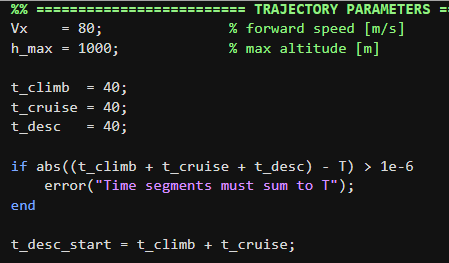 %% ========================== TRAJECTORY PARAMETERS ==
Vx    = 80;               % forward speed [m/s]
h_max = 1000;             % max altitude [m]
t_climb  = 40;
t_cruise = 40;
t_desc   = 40;
if abs((t_climb + t_cruise + t_desc) - T) > 1e-6
    error("Time segments must sum to T");
end
t_desc_start = t_climb + t_cruise;